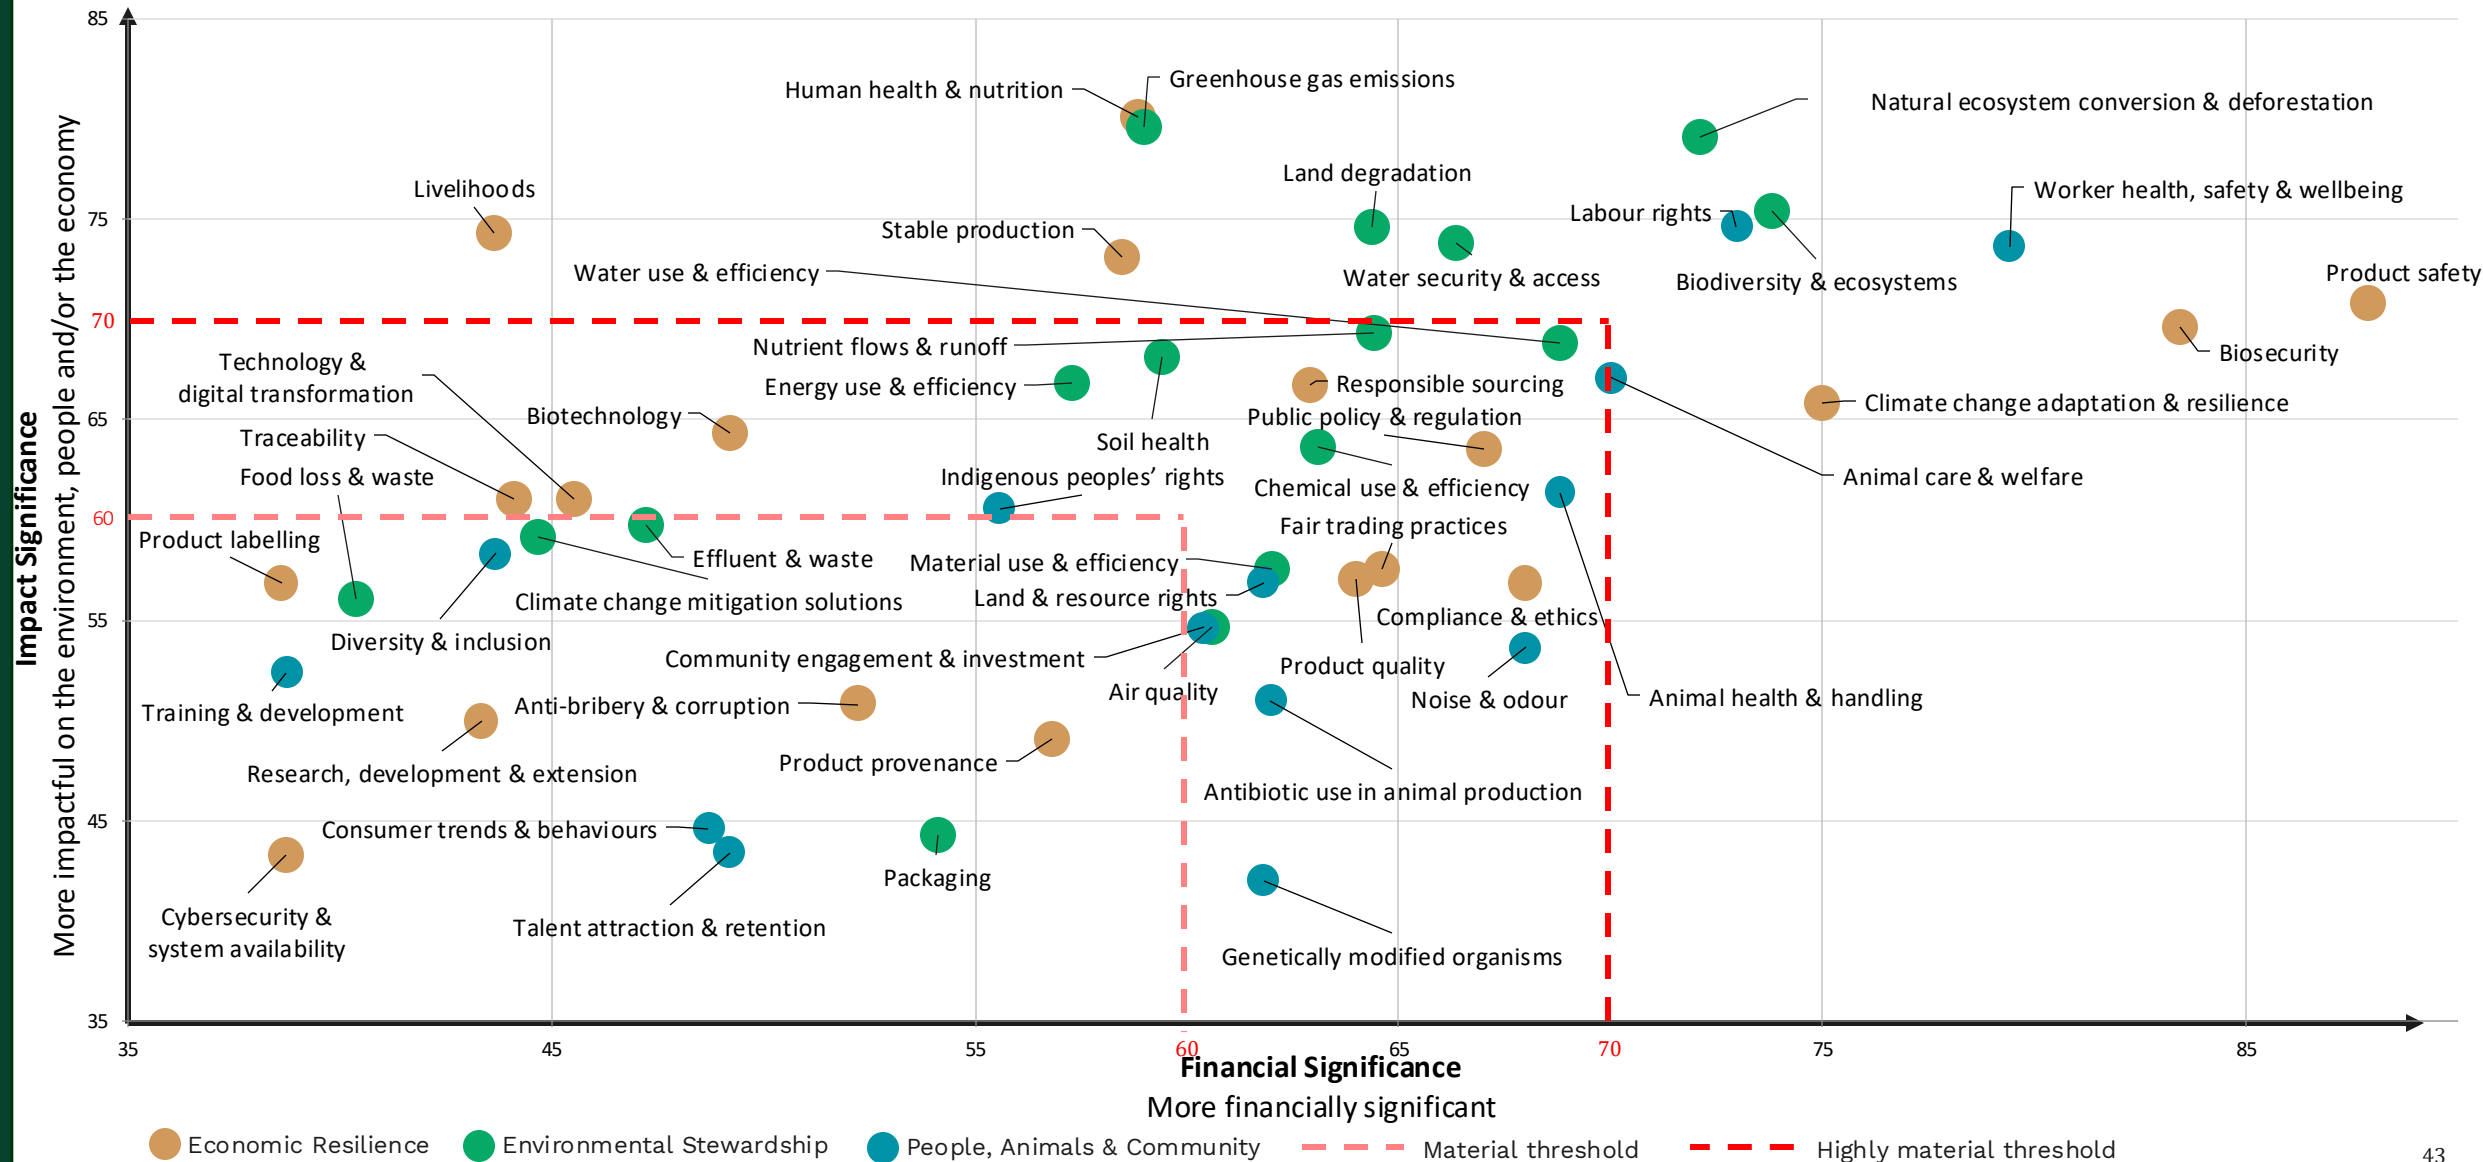 85
Human health & nutrition
Greenhouse gas emissions
Natural ecosystem conversion & deforestation
Land degradation
Livelihoods
Worker health, safety & wellbeing
75
Labour rights
Stable production
Water use & efficiency
Water security & access
Biodiversity & ecosystems
Product safety
70
Nutrient flows & runoff
Biosecurity
Technology &
digital transformation
Energy use & efficiency
Responsible sourcing
Climate change adaptation & resilience
65
Biotechnology
Public policy & regulation
Traceability
Soil health
Food loss & waste
Indigenous peoples’ rights
Animal care & welfare
Chemical use & efficiency
60
Fair trading practices
Product labelling
Effluent & waste
Material use & efficiency
Climate change mitigation solutions
Land & resource rights
55
Compliance & ethics
Diversity & inclusion
Community engagement & investment
Product quality
Air quality
Noise & odour
Animal health & handling
Training & development
Anti-bribery & corruption
Research, development & extension
Product provenance
Antibiotic use in animal production
45
Consumer trends & behaviours
Packaging
Cybersecurity &
system availability
Talent attraction & retention
Genetically modified organisms
35
Impact Significance
More impactful on the environment, people and/or the economy
35
45
55
60
65
70
75
85
Financial Significance
More financially significant
Economic Resilience
Environmental Stewardship
People, Animals & Community
Material threshold
Highly material threshold
43